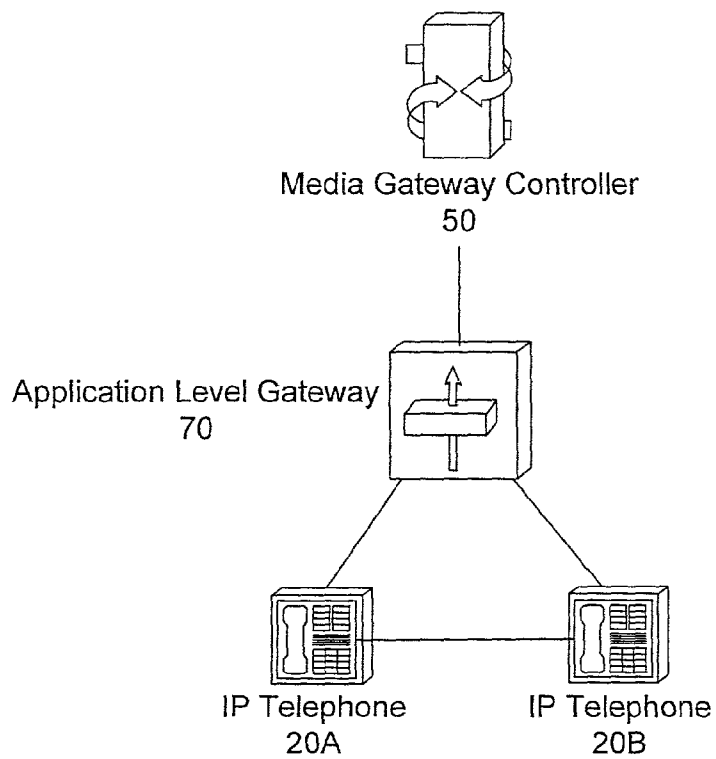 Media Gateway Controller
50
Application Level Gateway
70
IP Telephone
20A
IP Telephone
20B